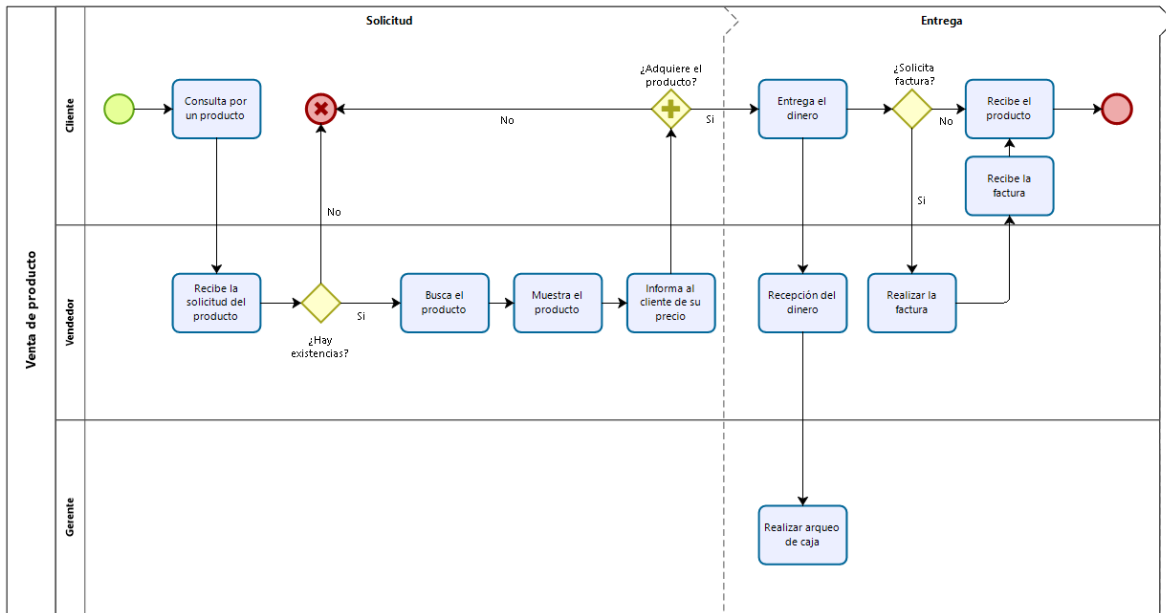 Solicitud
Entrega
Venta de producto
Cliente
Consulta por
un producto
No
¿Adquiere el
producto?
Si
Entrega el
dinero
¿Solicita
factura?
No
Recibe el
producto
Recibe la
factura
No
Si
Vendedor
Recibe la
solicitud del
producto
¿Hay
existencias?
Si
Busca el
producto
Muestra el
producto
Informa al
cliente de su
precio
Recepción del
dinero
Realizar la
factura
Gerente
Realizar arqueo
de caja